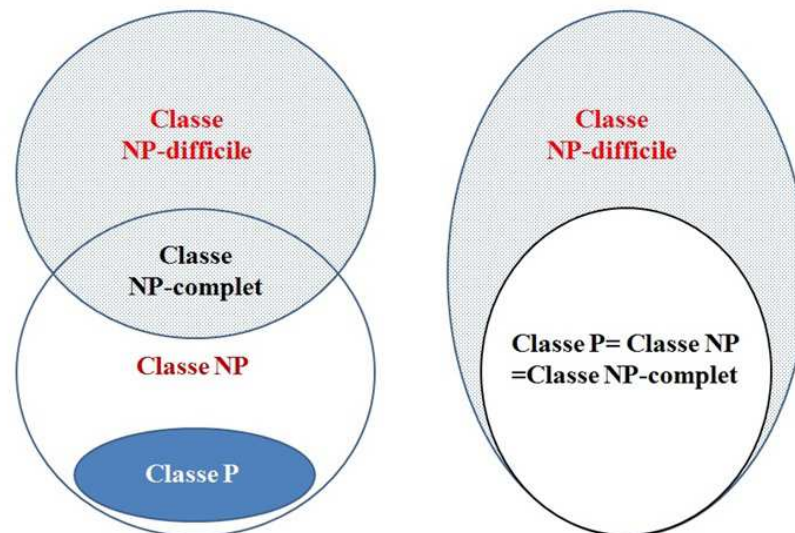 Classe
NP-difficile
Classe
NP-complet
Classe NP
Classe P
Classe
NP-difficile
Classe P= Classe NP
=Classe NP-complet